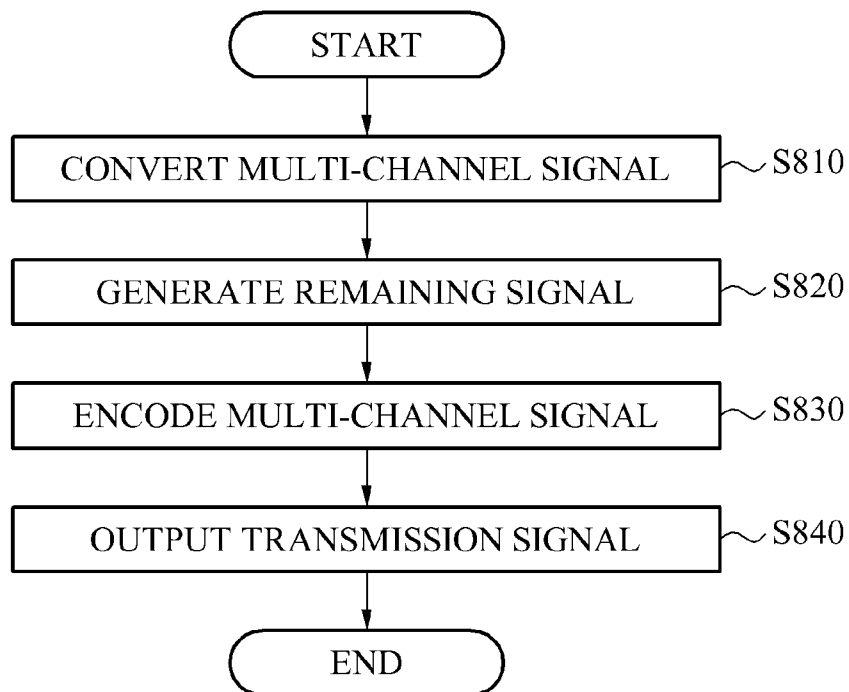 START
CONVERT MULTI-CHANNEL SIGNAL
S810
GENERATE REMAINING SIGNAL
S820
ENCODE MULTI-CHANNEL SIGNAL
S830
OUTPUT TRANSMISSION SIGNAL
S840
END